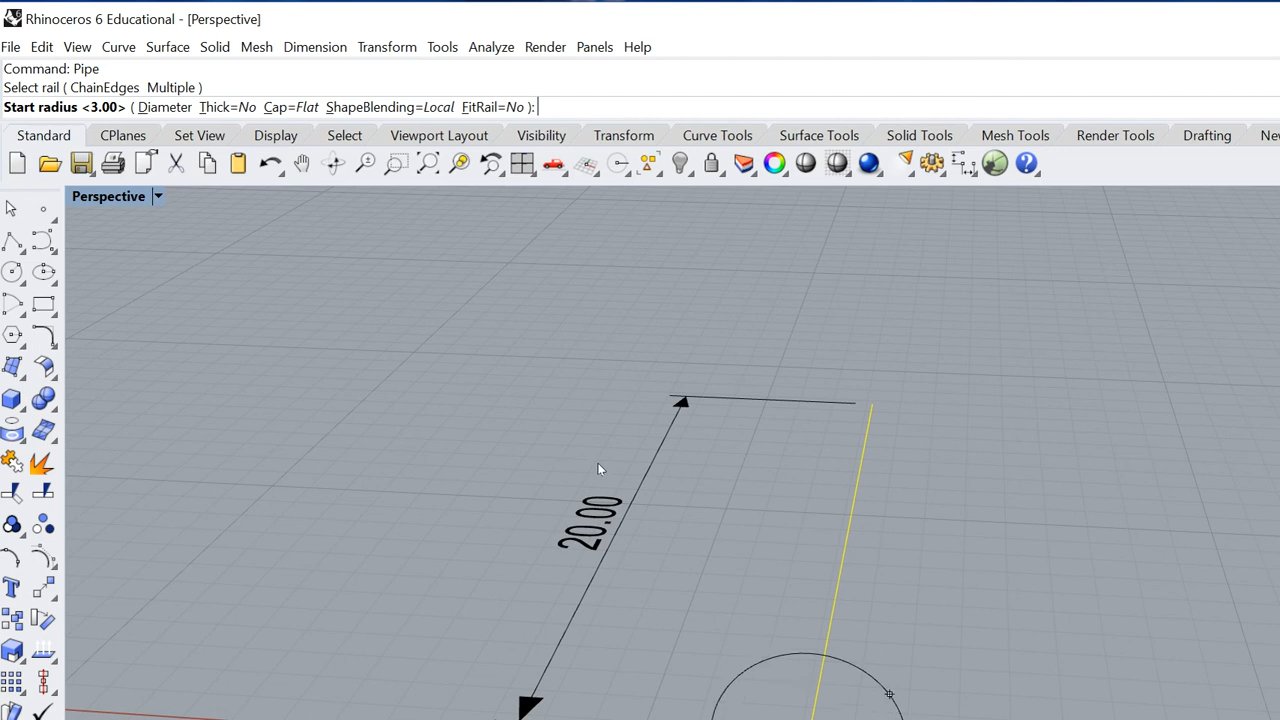 Rhinoceros 6 Educational - [Perspective]
File Edit View Curve Surface Solid Mesh Dimension Transform Tools Analyze Render Panels Help
Command: Pipe
Select rail ( ChainEdges Multiple )
Start radius <3.00> ( Diameter Thick=No Cap=Flat ShapeBlending=Local FitRail=No ):
Standard CPlanes Set View Display Select Viewport Layout Visibility Transform Curve Tools Surface Tools Solid Tools Mesh Tools Render Tools Drafting
Perspective
20.00